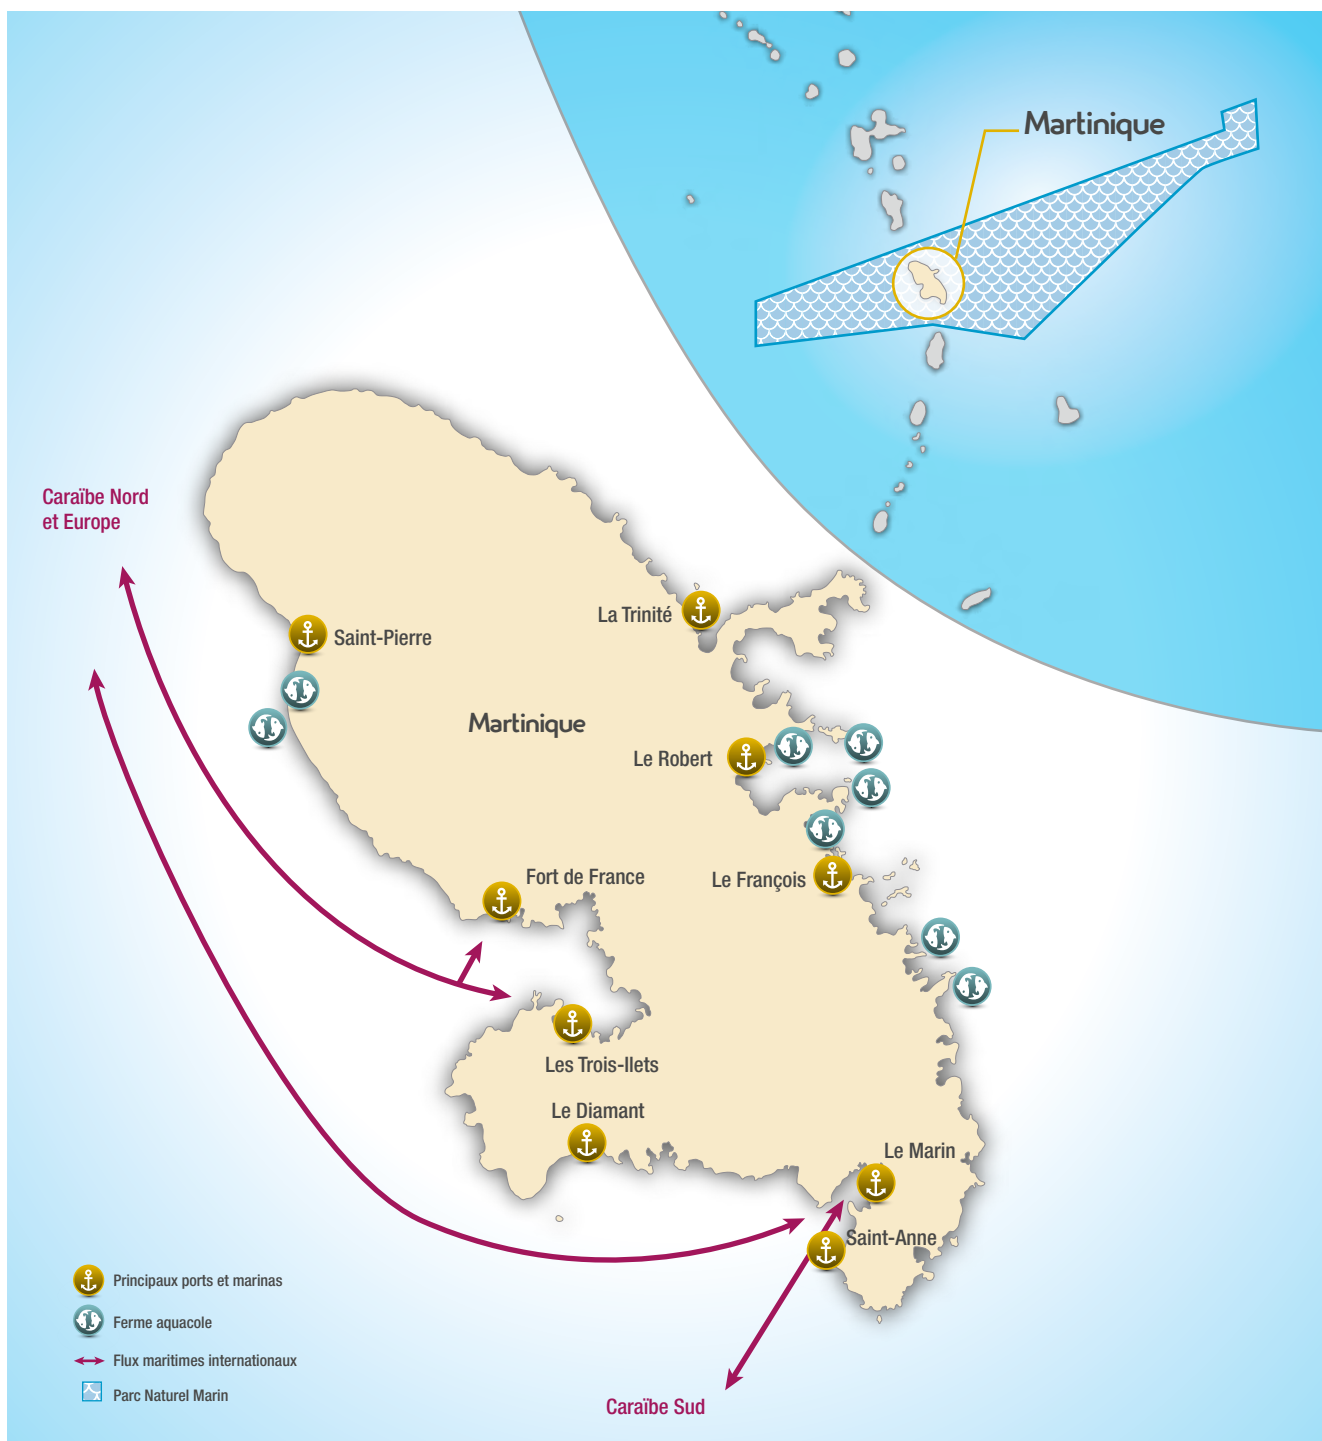 Martinique
Caraïbe Nord
et Europe
La Trinité
Saint-Pierre
Martinique
Le Robert
Fort de France
Le François
Les Trois-Ilets
Le Diamant
Le Marin
Saint-Anne
Principaux ports et marinas
Ferme aquacole
Flux maritimes internationaux
Parc Naturel Marin
Caraïbe Sud